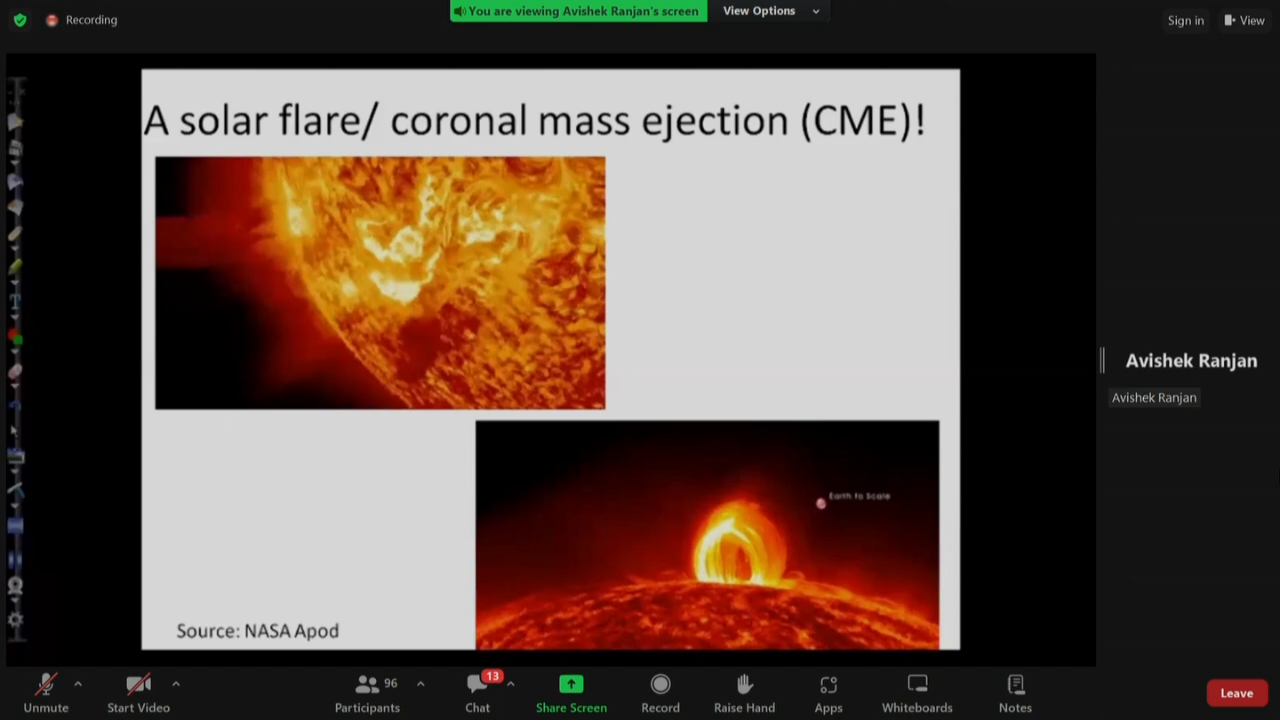 Recording
You are viewing Avishek Ranjan's screen
View Options
Sign in
View
A solar flare/ coronal mass ejection (CME)!
Earth to Scale
Source: NASA Apod
Avishek Ranjan
Avishek Ranjan
Unmute
Start Video
96
Participants
13
Chat
Share Screen
Record
Raise Hand
Apps
Whiteboards
Notes
Leave